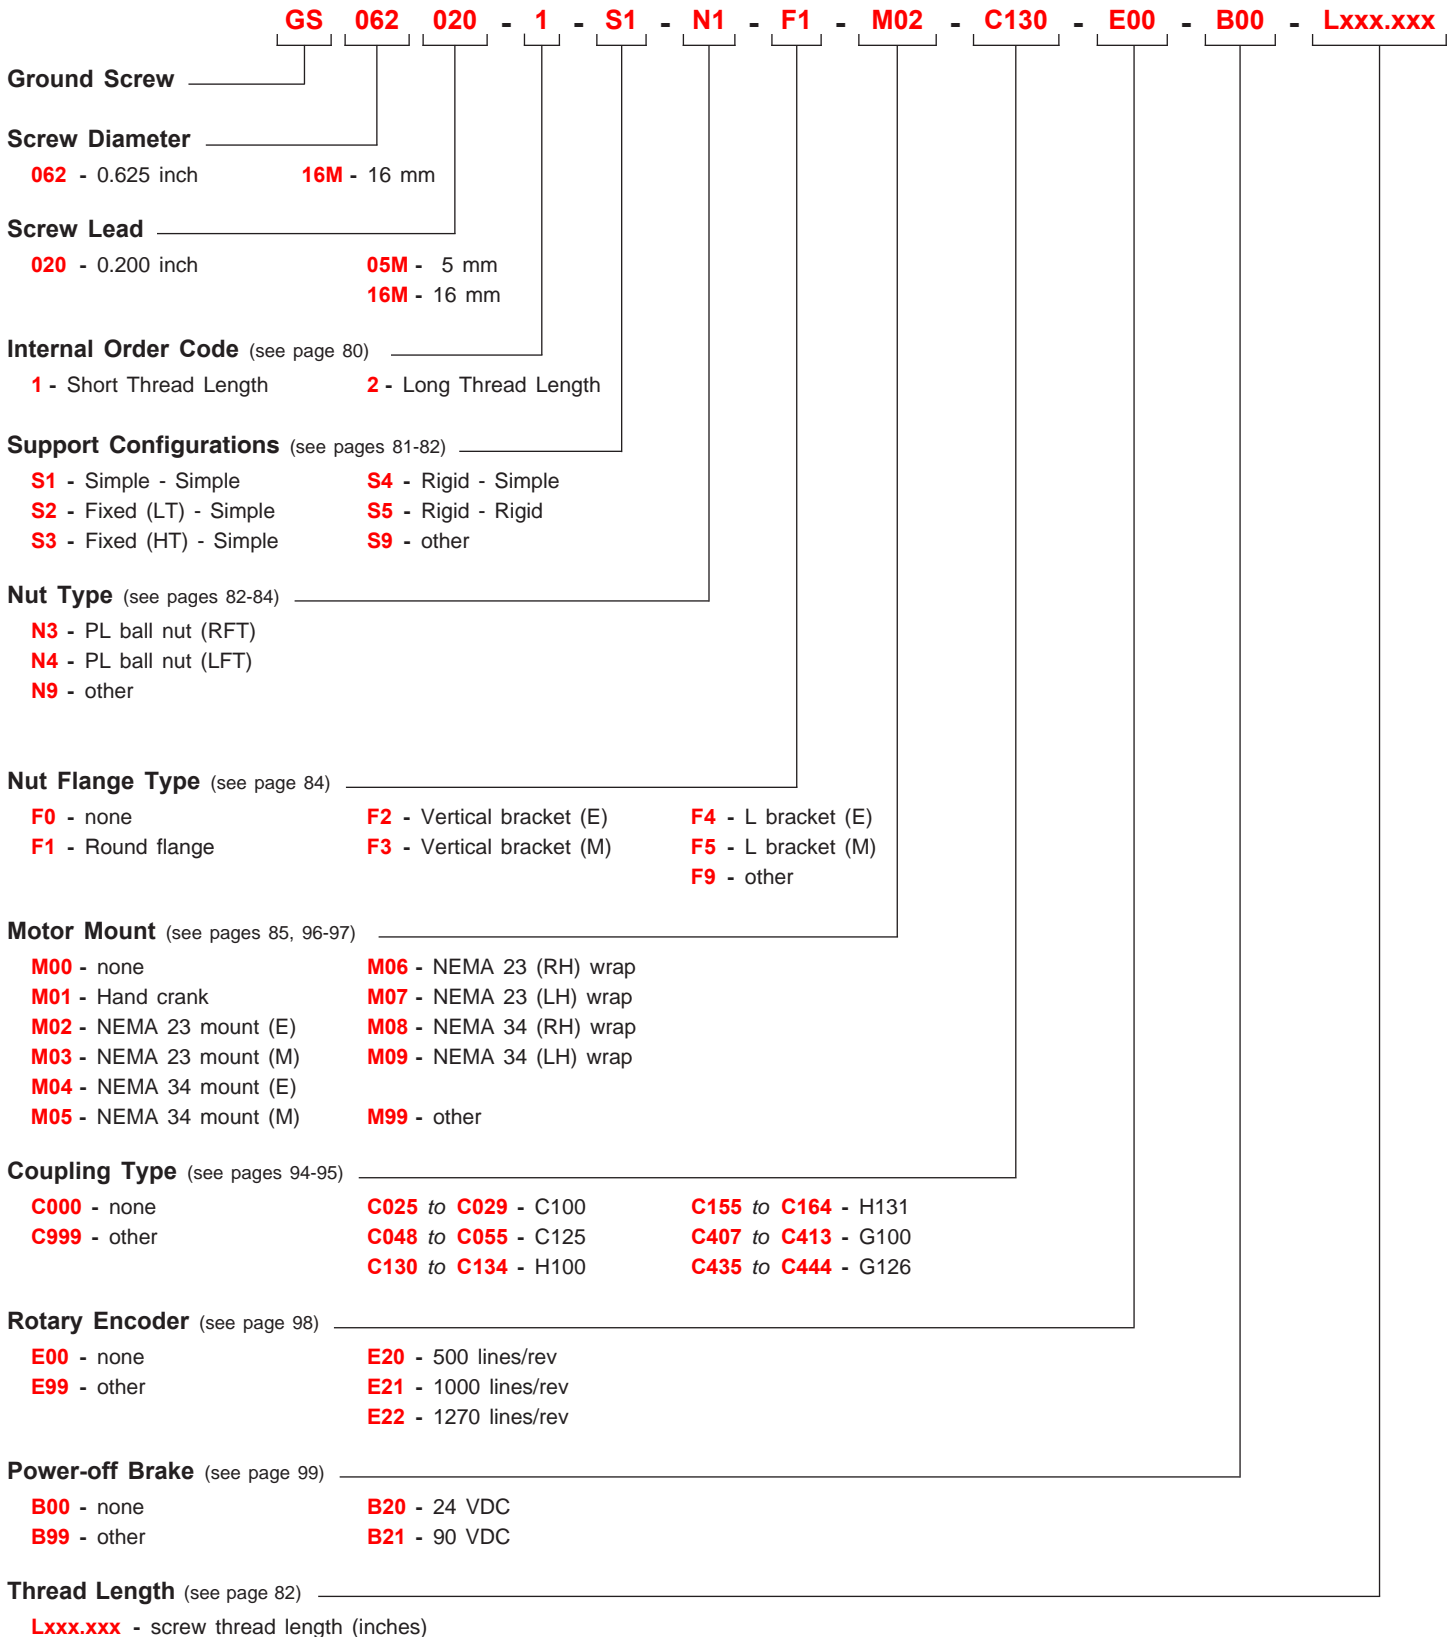 GS 062 020 - 1 - S1 - N1 - F1 - M02 - C130 - E00 - B00 - Lxxx.xxx
Ground Screw
Screw Diameter
062 - 0.625 inch 16M - 16 mm
Screw Lead
020 - 0.200 inch 05M - 5 mm
16M - 16 mm
Internal Order Code (see page 80)
1 - Short Thread Length 2 - Long Thread Length
Support Configurations (see pages 81-82)
S1 - Simple - Simple S4 - Rigid - Simple
S2 - Fixed (LT) - Simple S5 - Rigid - Rigid
S3 - Fixed (HT) - Simple S9 - other
Nut Type (see pages 82-84)
N3 - PL ball nut (RFT)
N4 - PL ball nut (LFT)
N9 - other
Nut Flange Type (see page 84)
F0 - none F2 - Vertical bracket (E) F4 - L bracket (E)
F1 - Round flange F3 - Vertical bracket (M) F5 - L bracket (M)
F9 - other
Motor Mount (see pages 85, 96-97)
M00 - none M06 - NEMA 23 (RH) wrap
M01 - Hand crank M07 - NEMA 23 (LH) wrap
M02 - NEMA 23 mount (E) M08 - NEMA 34 (RH) wrap
M03 - NEMA 23 mount (M) M09 - NEMA 34 (LH) wrap
M04 - NEMA 34 mount (E)
M05 - NEMA 34 mount (M) M99 - other
Coupling Type (see pages 94-95)
C000 - none C025 to C029 - C100 C155 to C164 - H131
C999 - other C048 to C055 - C125 C407 to C413 - G100
C130 to C134 - H100 C435 to C444 - G126
Rotary Encoder (see page 98)
E00 - none E20 - 500 lines/rev
E99 - other E21 - 1000 lines/rev
E22 - 1270 lines/rev
Power-off Brake (see page 99)
B00 - none B20 - 24 VDC
B99 - other B21 - 90 VDC
Thread Length (see page 82)
Lxxx.xxx - screw thread length (inches)